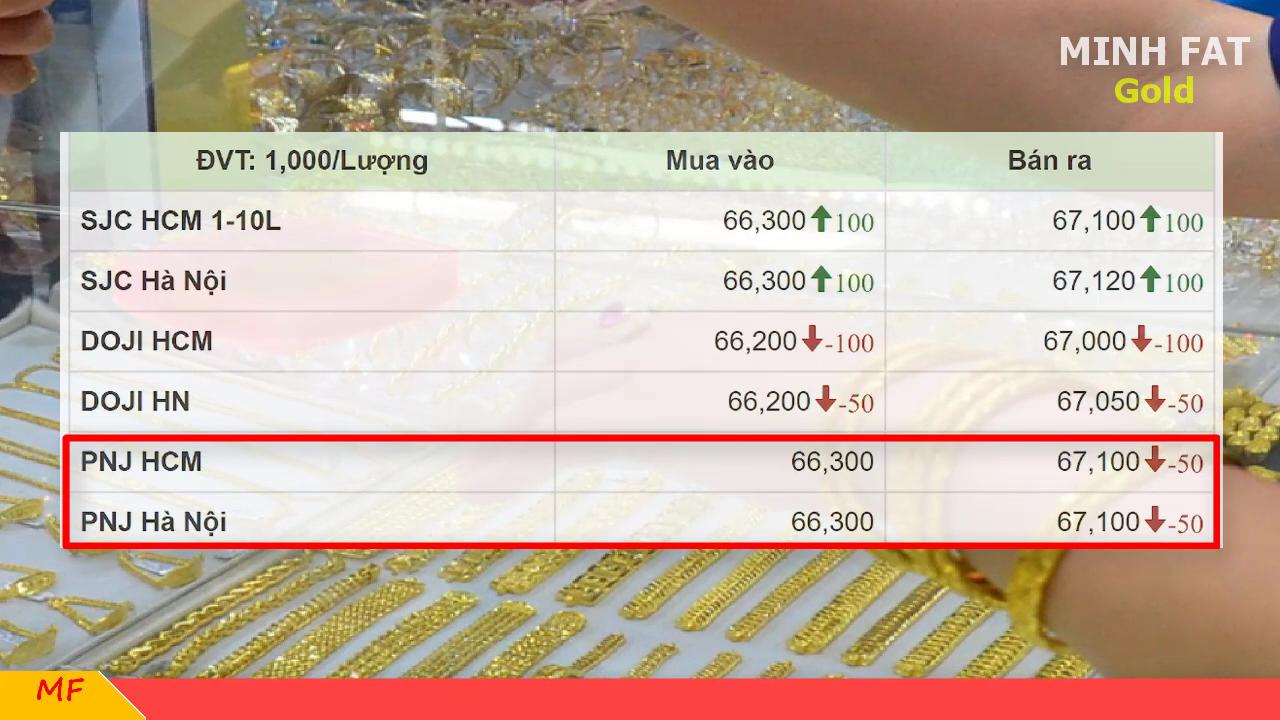 MINH FAT
Gold
ĐVT: 1,000/Lượng Mua vào Bán ra
SJC HCM 1-10L 66,300 100 67,100 100
SJC Hà Nội 66,300 100 67,120 100
DOJI HCM 66,200 -100 67,000 -100
DOJI HN 66,200 -50 67,050 -50
PNJ HCM 66,300 67,100 -50
PNJ Hà Nội 66,300 67,100 -50
MF